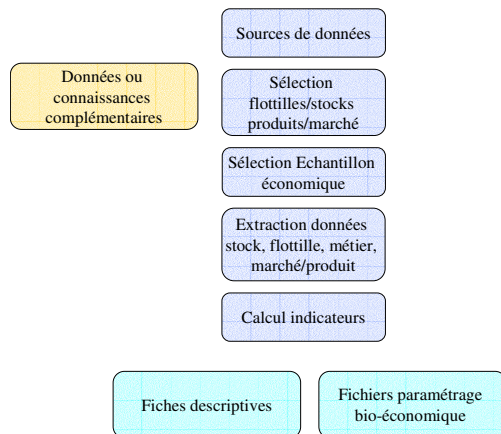 Sources de données
Données ou
connaissances
complémentaires
Sélection
flottilles/stocks
produits/marché
Sélection Echantillon
économique
Extraction données
stock, flottille, métier,
marché/produit
Calcul indicateurs
Fiches descriptives
Fichiers paramétrage
bio-économique